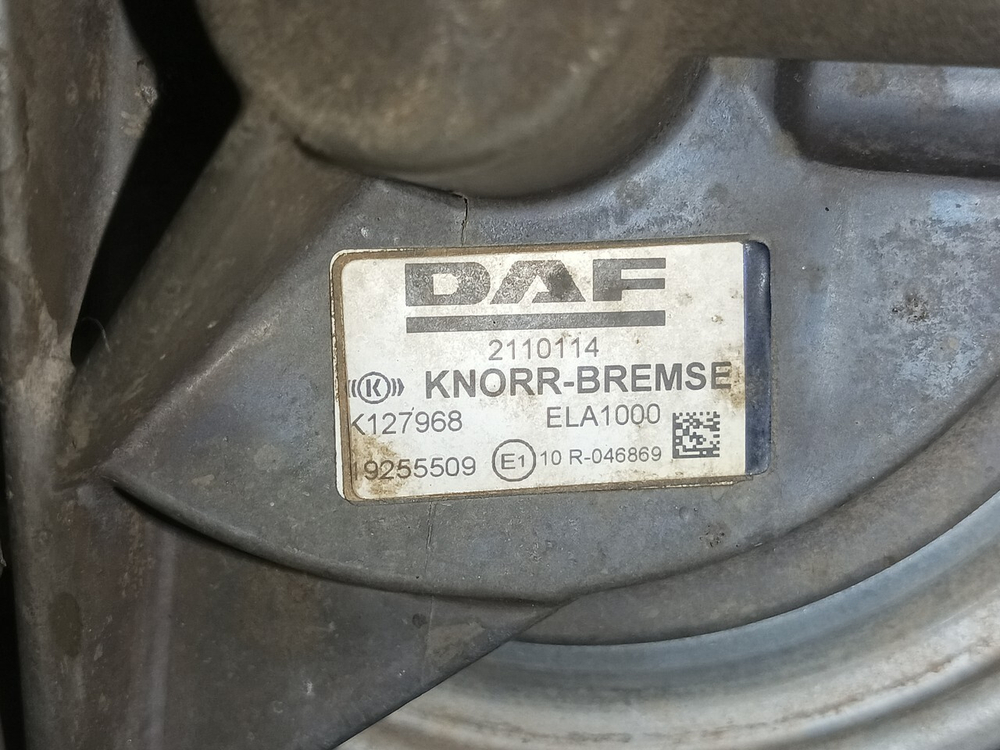 DAF
2110114
K KNORR-BREMSE
K127968 ELA1000
19255509 E1 10 R-046869